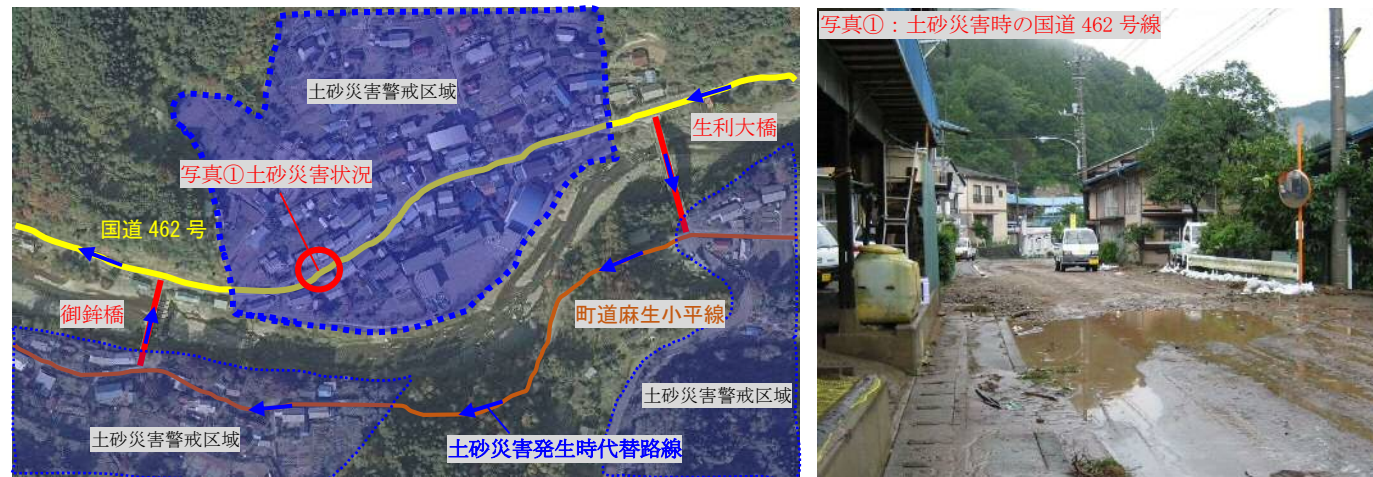 土砂災害警戒区域
生利大橋
写真①土砂災害状況
国道 462 号
御鉾橋
町道麻生小平線
土砂災害警戒区域
土砂災害警戒区域
土砂災害発生時代替路線
写真①：土砂災害時の国道 462 号線